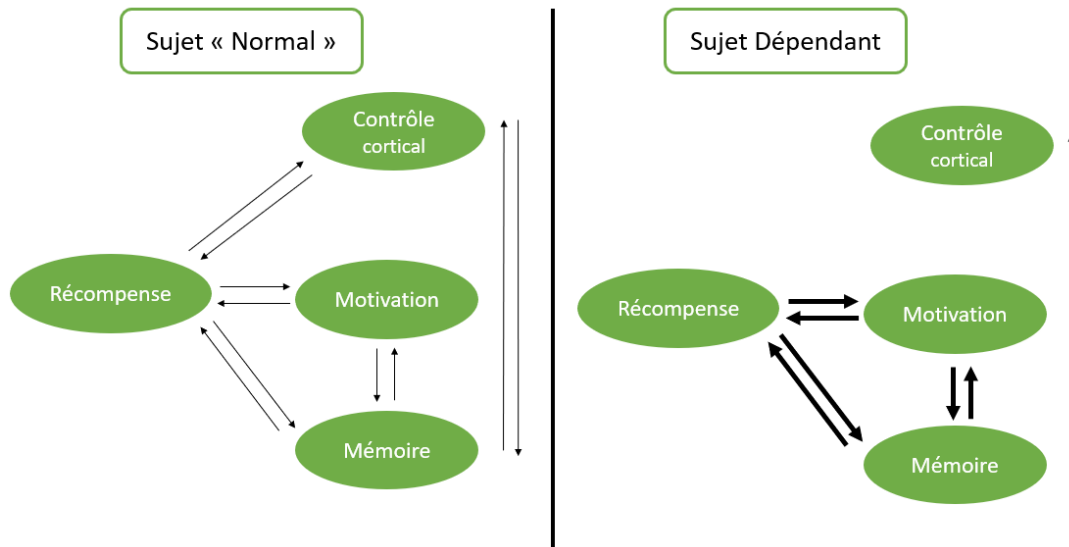 Sujet « Normal »
Contrôle
cortical
Récompense
Motivation
Mémoire
Sujet Dépendant
Contrôle
cortical
Récompense
Motivation
Mémoire